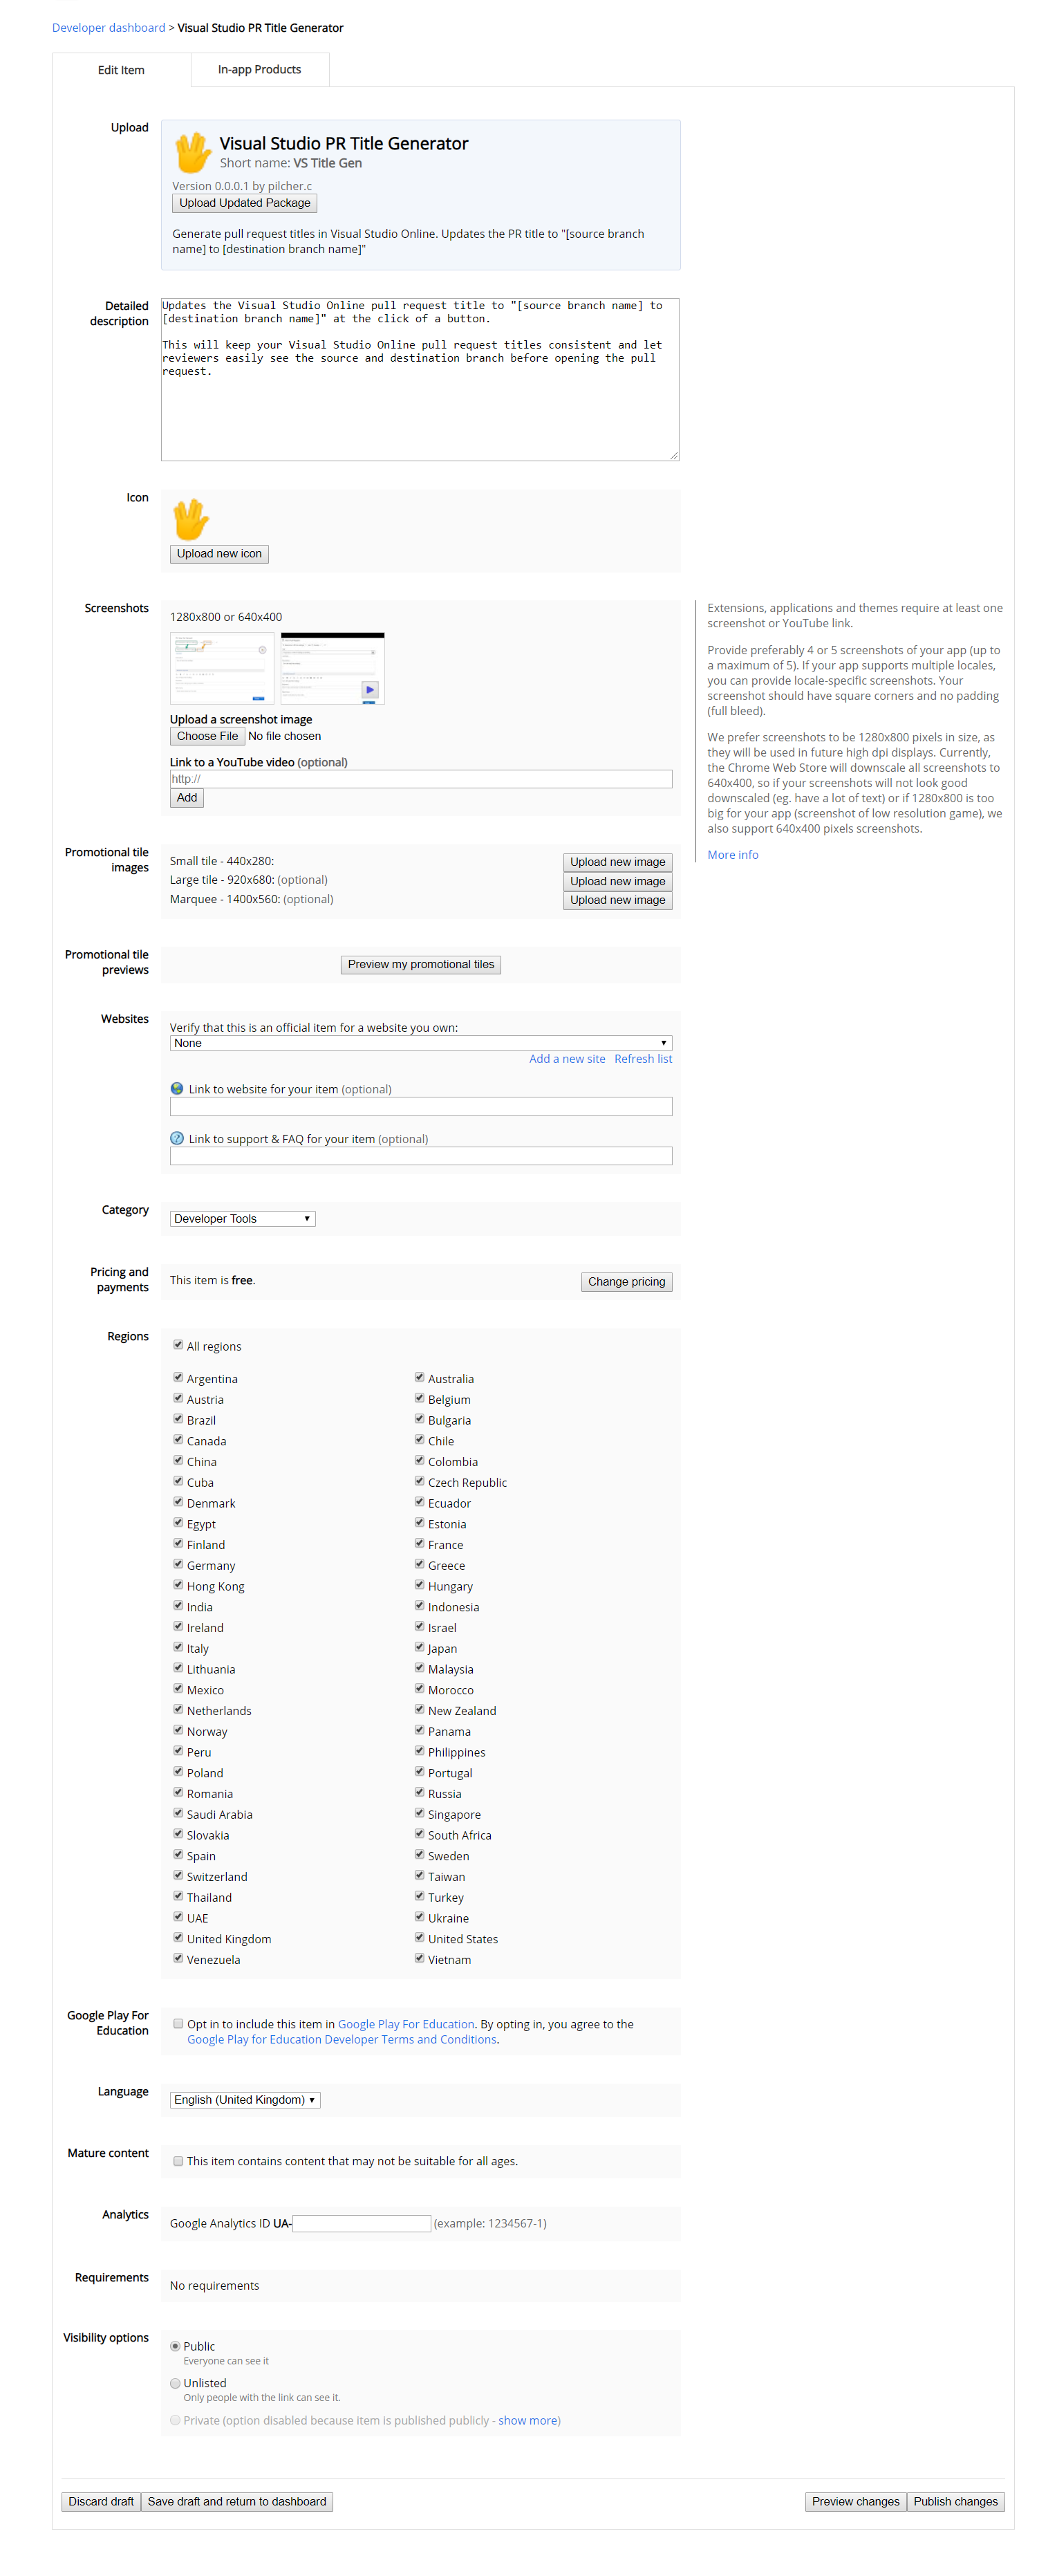 Developer dashboard > Visual Studio PR Title Generator
Edit Item
In-app Products
Upload
Visual Studio PR Title Generator
Short name: VS Title Gen
Version 0.0.0.1 by pilcher.c
Upload Updated Package
Generate pull request titles in Visual Studio Online. Updates the PR title to "[source branch
name] to [destination branch name]"
Detailed
description
Updates the Visual Studio Online pull request title to "[source branch name] to
[destination branch name]" at the click of a button.
This will keep your Visual Studio Online pull request titles consistent and let
reviewers easily see the source and destination branch before opening the pull
request.
Icon
Upload new icon
Screenshots
1280x800 or 640x400
Upload a screenshot image
Choose File No file chosen
Link to a YouTube video (optional)
http://
Add
Extensions, applications and themes require at least one
screenshot or YouTube link.
Provide preferably 4 or 5 screenshots of your app (up to
a maximum of 5). If your app supports multiple locales,
you can provide locale-specific screenshots. Your
screenshot should have square corners and no padding
(full bleed).
We prefer screenshots to be 1280x800 pixels in size, as
they will be used in future high dpi displays. Currently,
the Chrome Web Store will downscale all screenshots to
640x400, so if your screenshots will not look good
downscaled (eg. have a lot of text) or if 1280x800 is too
big for your app (screenshot of low resolution game), we
also support 640x400 pixels screenshots.
More info
Promotional tile
images
Small tile - 440x280:
Upload new image
Large tile - 920x680: (optional)
Upload new image
Marquee - 1400x560: (optional)
Upload new image
Promotional tile
previews
Preview my promotional tiles
Websites
Verify that this is an official item for a website you own:
None
Add a new site Refresh list
Link to website for your item (optional)
Link to support & FAQ for your item (optional)
Category
Developer Tools
Pricing and
payments
This item is free.
Change pricing
Regions
All regions
Argentina
Australia
Austria
Belgium
Brazil
Bulgaria
Canada
Chile
China
Colombia
Cuba
Czech Republic
Denmark
Ecuador
Egypt
Estonia
Finland
France
Germany
Greece
Hong Kong
Hungary
India
Indonesia
Ireland
Israel
Italy
Japan
Lithuania
Malaysia
Mexico
Morocco
Netherlands
New Zealand
Norway
Panama
Peru
Philippines
Poland
Portugal
Romania
Russia
Saudi Arabia
Singapore
Slovakia
South Africa
Spain
Sweden
Switzerland
Taiwan
Thailand
Turkey
UAE
Ukraine
United Kingdom
United States
Venezuela
Vietnam
Google Play For
Education
Opt in to include this item in Google Play For Education. By opting in, you agree to the
Google Play for Education Developer Terms and Conditions.
Language
English (United Kingdom)
Mature content
This item contains content that may not be suitable for all ages.
Analytics
Google Analytics ID UA- (example: 1234567-1)
Requirements
No requirements
Visibility options
Public
Everyone can see it
Unlisted
Only people with the link can see it.
Private (option disabled because item is published publicly - show more)
Discard draft
Save draft and return to dashboard
Preview changes
Publish changes